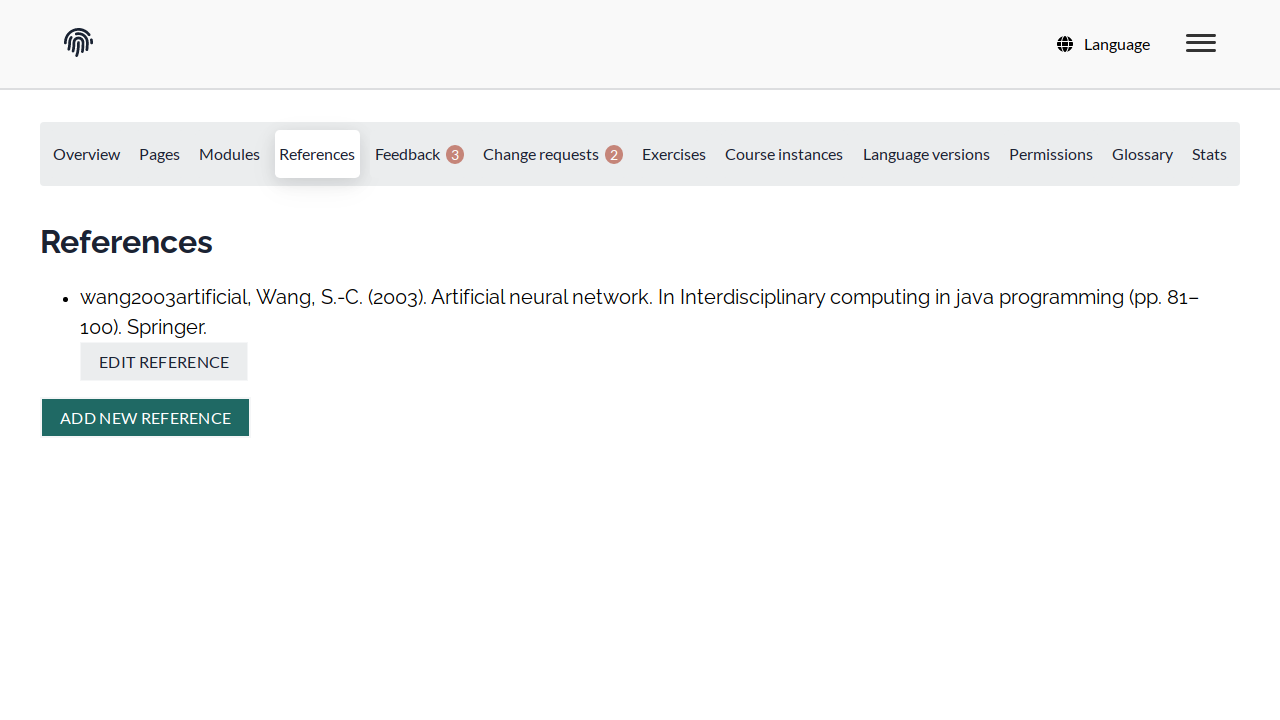 Language
Overview Pages Modules References Feedback 3 Change requests 2 Exercises Course instances Language versions Permissions Glossary Stats
References
wang2003artificial, Wang, S.-C. (2003). Artificial neural network. In Interdisciplinary computing in java programming (pp. 81–
100). Springer.
EDIT REFERENCE
ADD NEW REFERENCE